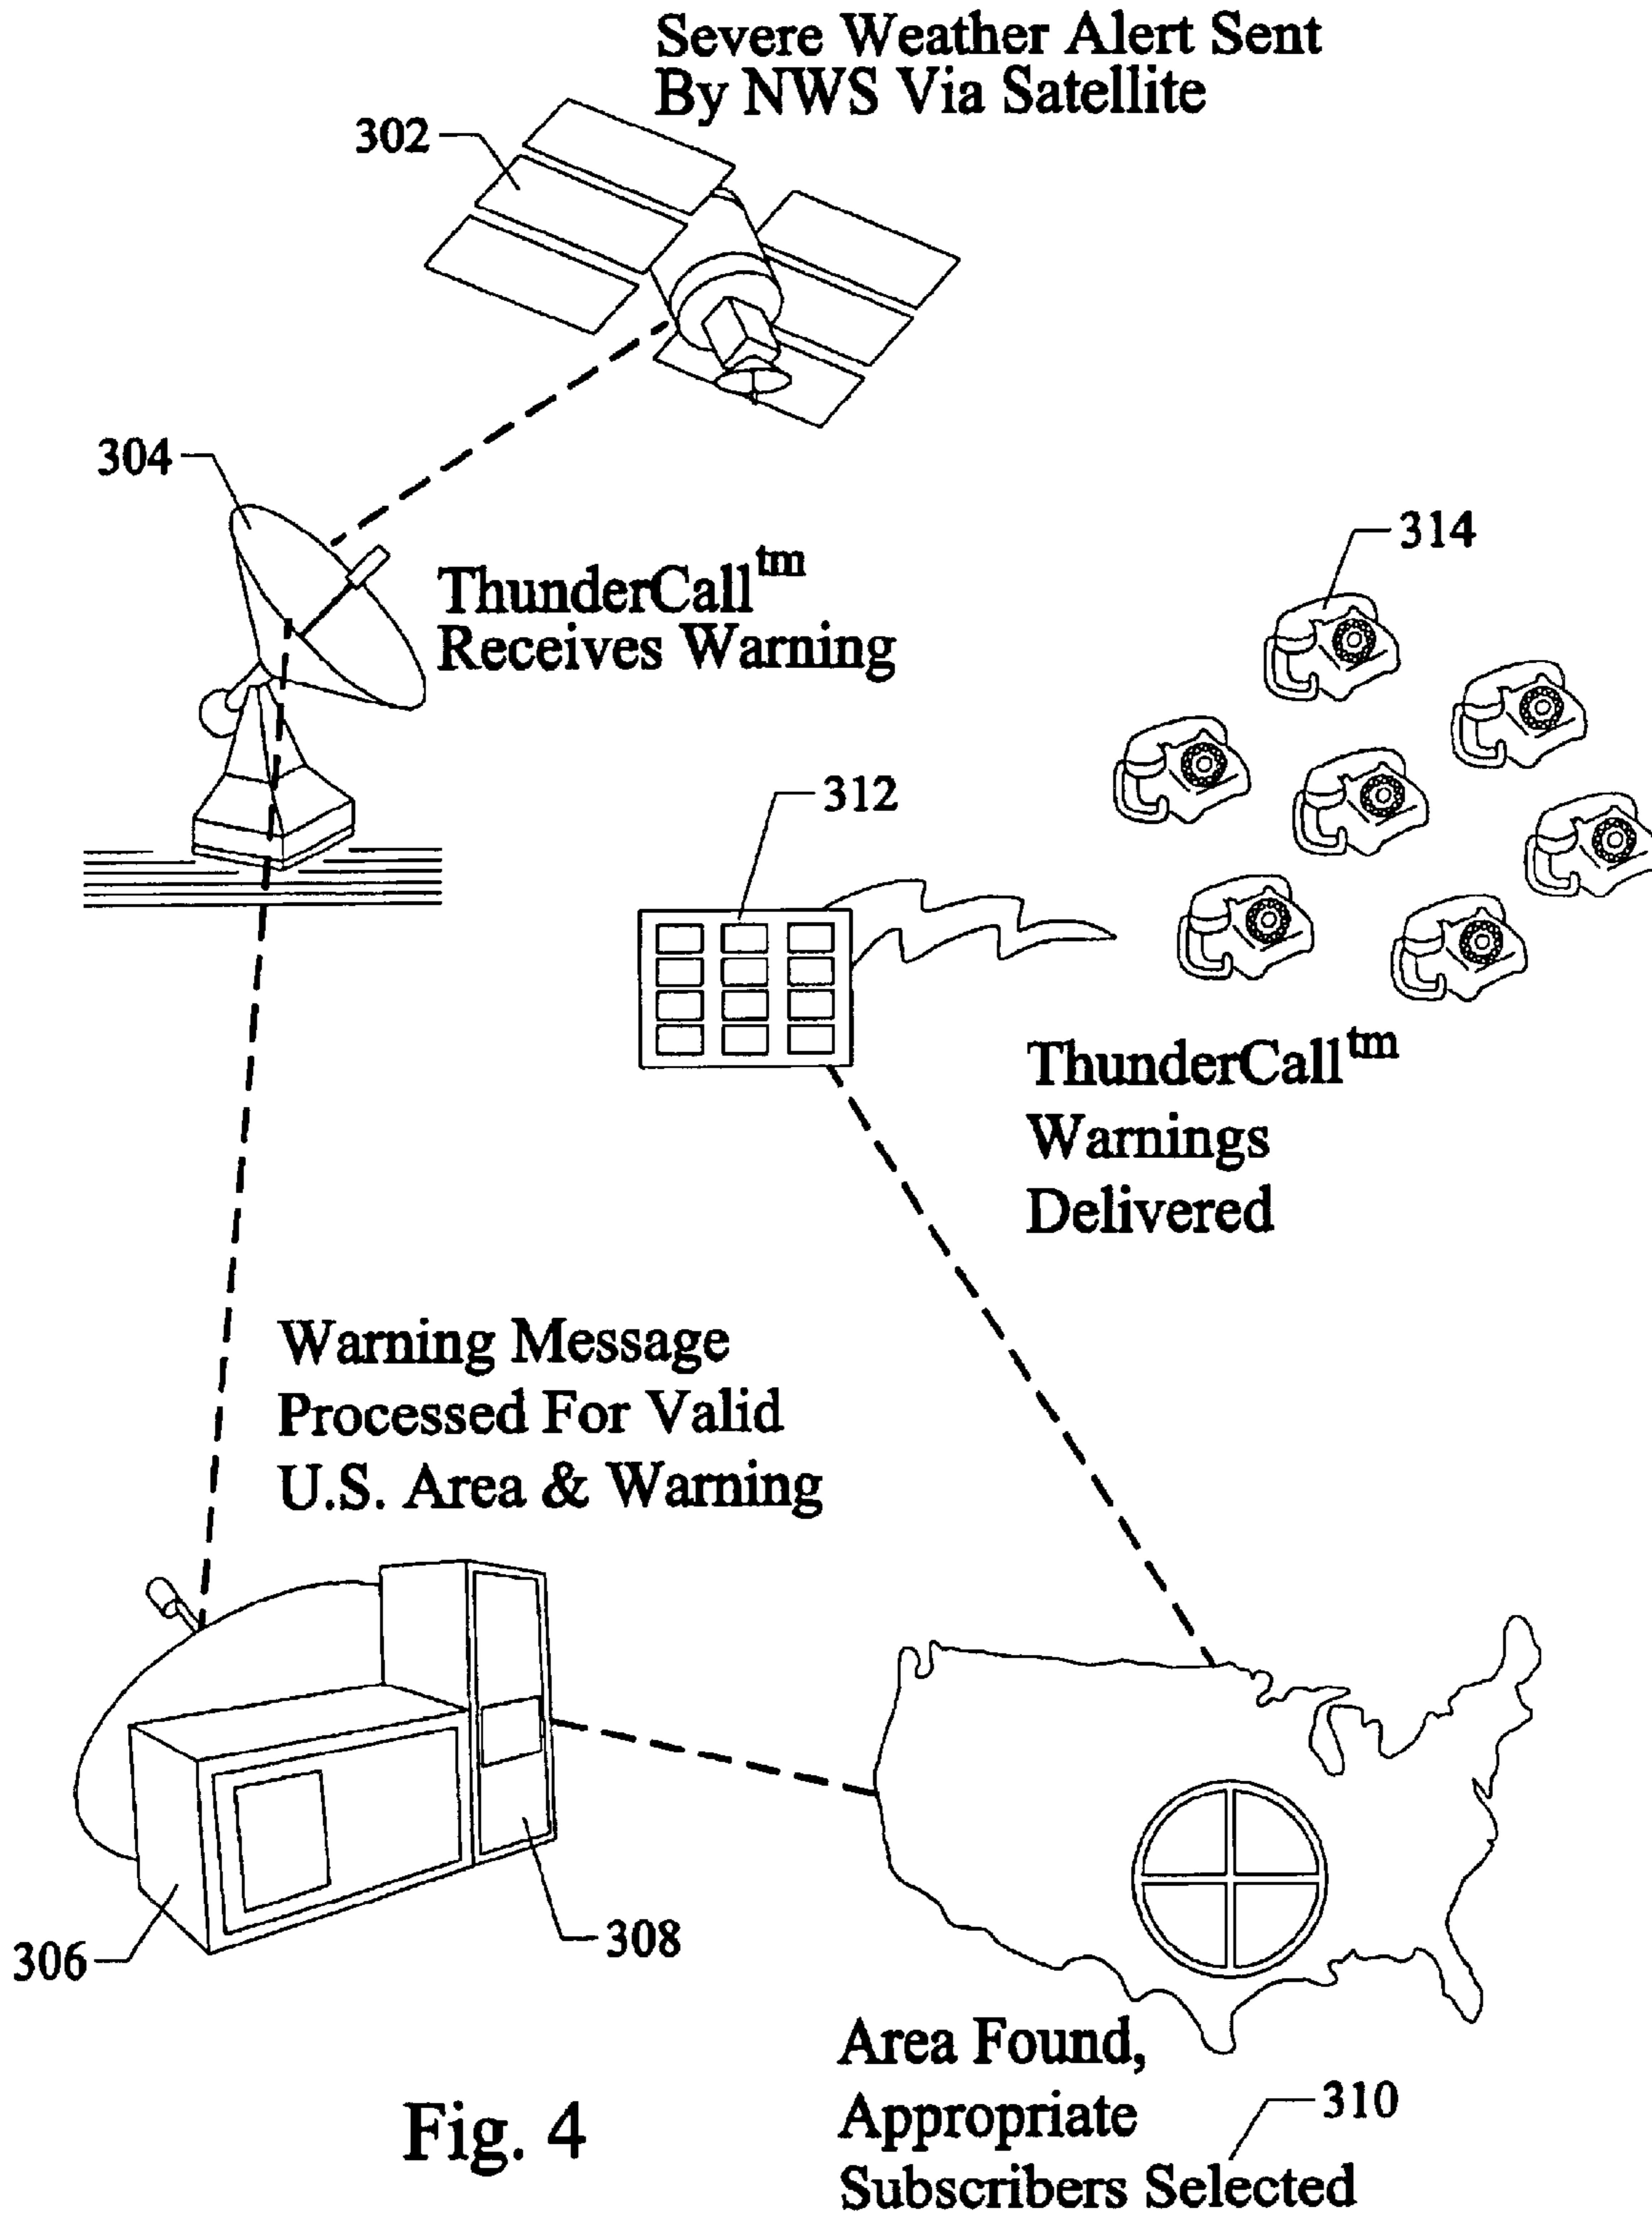 Severe Weather Alert Sent
By NWS Via Satellite
302
304
ThunderCall™
Receives Warning
314
312
ThunderCall™
Warnings
Delivered
Warning Message
Processed For Valid
U.S. Area & Warning
306
308
Area Found,
Appropriate
Subscribers Selected
310
Fig. 4